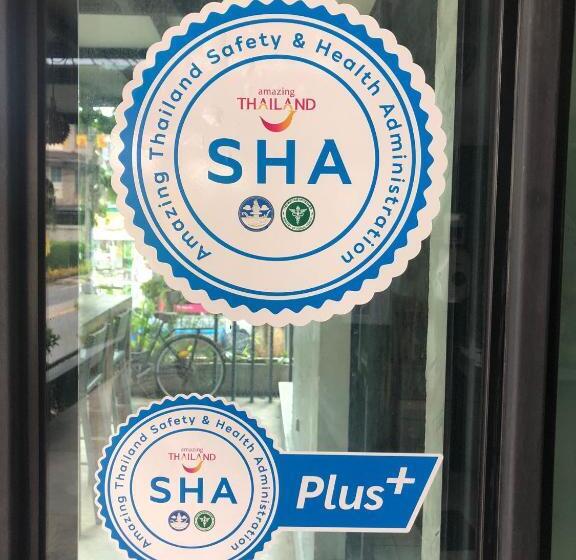 Amazing Thailand Safety & Health Administration
amazing
THAILAND
SHA
Amazing Thailand Safety & Health Administration
amazing
THAILAND
SHA
Plus+